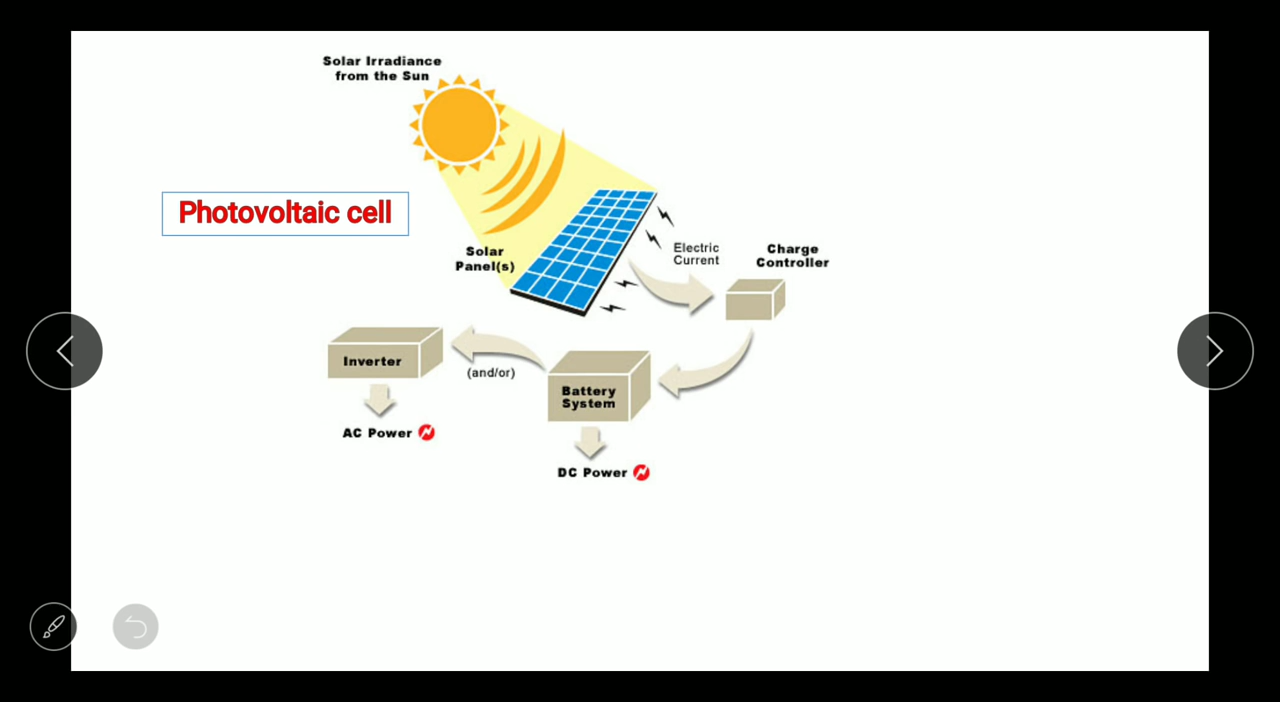 Solar Irradiance
from the Sun
Photovoltaic cell
Solar
Panel(s)
Electric
Current
Charge
Controller
Inverter
(and/or)
Battery
System
AC Power
DC Power